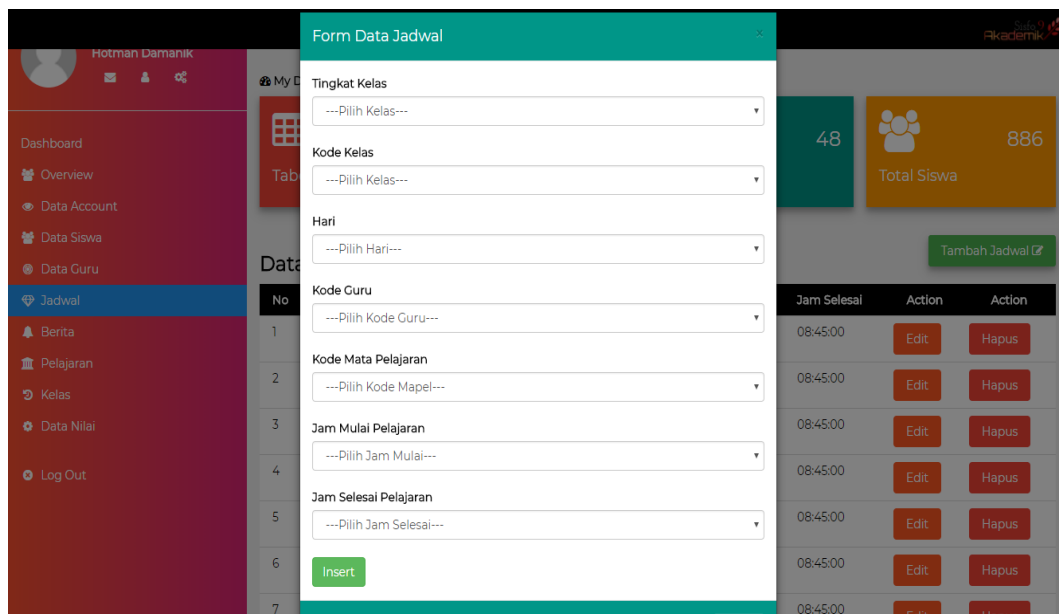 Hotman Damanik
Dashboard
Overview
Data Account
Data Siswa
Data Guru
Jadwal
Berita
Pelajaran
Kelas
Data Nilai
Log Out
Form Data Jadwal
×
Tingkat Kelas
---Pilih Kelas---
Kode Kelas
---Pilih Kelas---
Hari
---Pilih Hari---
Kode Guru
---Pilih Kode Guru---
Kode Mata Pelajaran
---Pilih Kode Mapel---
Jam Mulai Pelajaran
---Pilih Jam Mulai---
Jam Selesai Pelajaran
---Pilih Jam Selesai---
Insert
Akademik
My D
Tab
48
886
Total Siswa
Tambah Jadwal
Data
No Jam Selesai Action Action
1 08:45:00 Edit Hapus
2 08:45:00 Edit Hapus
3 08:45:00 Edit Hapus
4 08:45:00 Edit Hapus
5 08:45:00 Edit Hapus
6 08:45:00 Edit Hapus
7 08:45:00